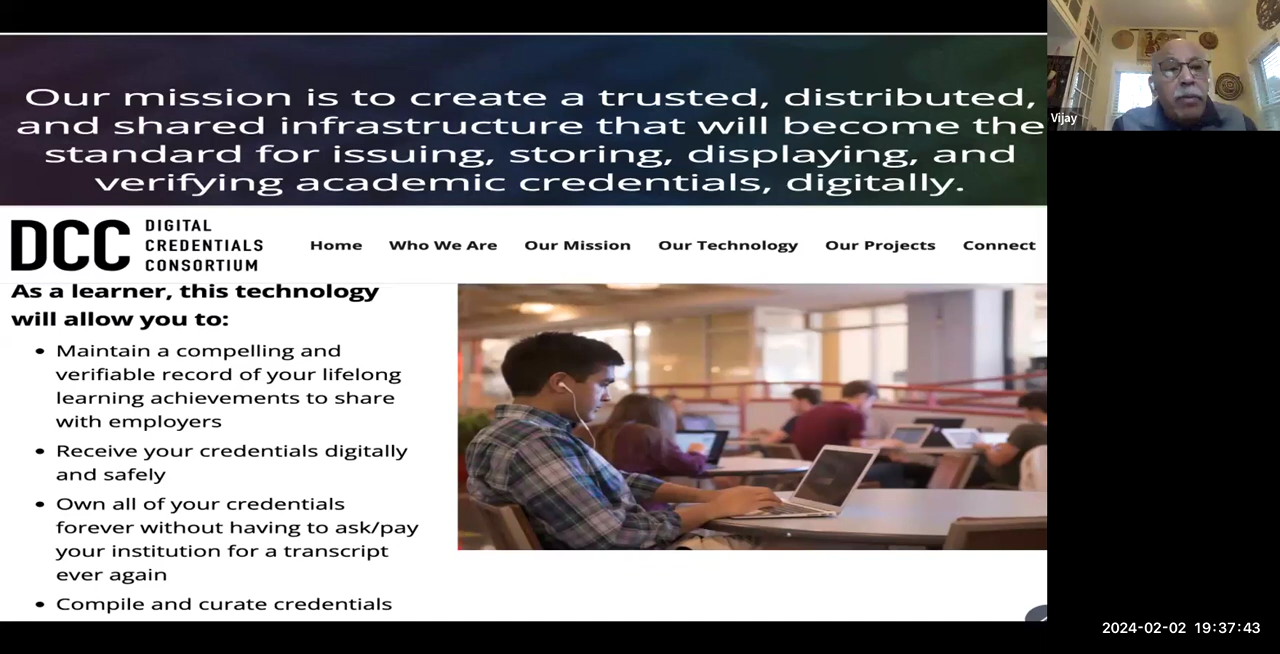 Our mission is to create a trusted, distributed,
and shared infrastructure that will become the
standard for issuing, storing, displaying, and
verifying academic credentials, digitally.
Vijay
DCC
DIGITAL
CREDENTIALS
CONSORTIUM
Home Who We Are Our Mission Our Technology Our Projects Connect
As a learner, this technology
will allow you to:
• Maintain a compelling and
verifiable record of your lifelong
learning achievements to share
with employers
• Receive your credentials digitally
and safely
• Own all of your credentials
forever without having to ask/pay
your institution for a transcript
ever again
• Compile and curate credentials
2024-02-02 19:37:43